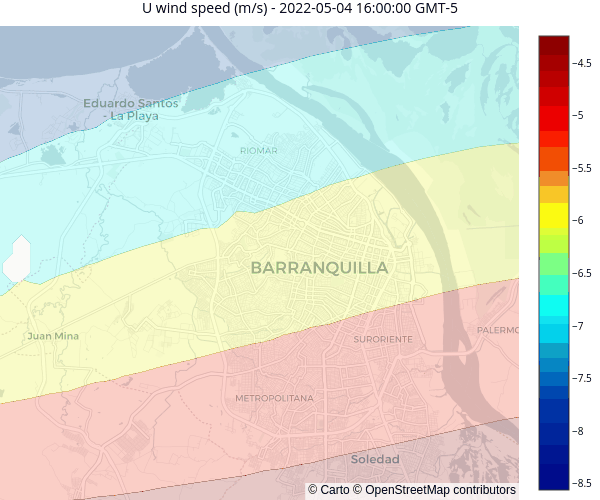 U wind speed (m/s) - 2022-05-04 16:00:00 GMT-5
Eduardo Santos
- La Playa
RIOMAR
BARRANQUILLA
Juan Mina
SURORIENTE
PALERMO
METROPOLITANA
Soledad
© Carto © OpenStreetMap contributors
−4.5
−5
−5.5
−6
−6.5
−7
−7.5
−8
−8.5